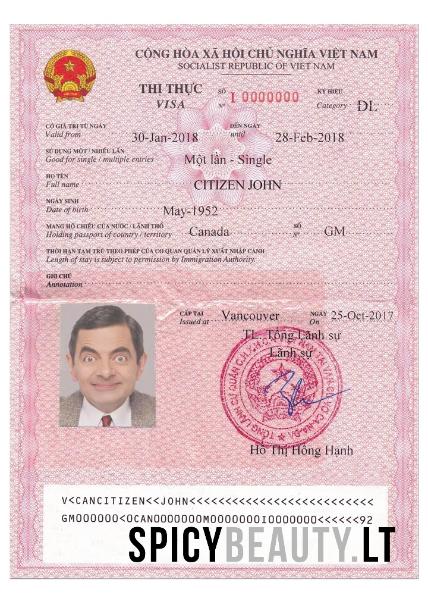 CỘNG HÒA XÃ HỘI CHỦ NGHĨA VIỆT NAM
SOCIALIST REPUBLIC OF VIET NAM
THỊ THỰC SỐ I 0000000 KÝ HIỆU
VISA Nº Category ĐL
CÓ GIÁ TRỊ TỪ NGÀY ĐẾN NGÀY
Valid from 30-Jan-2018 until 28-Feb-2018
SỬ DỤNG MỘT / NHIỀU LẦN
Good for single / multiple entries Một lần - Single
HỌ TÊN
Full name CITIZEN JOHN
NGÀY SINH
Date of birth May-1952
MANG HỘ CHIẾU CỦA NƯỚC / LÃNH THỔ SỐ
Holding passport of country / territory Canada Nº GM
THỜI HẠN TẠM TRÚ THEO PHÉP CỦA CƠ QUAN QUẢN LÝ XUẤT NHẬP CẢNH
Length of stay is subject to permission by Immigration Authority.
GHI CHÚ
Annotation
CẤP TẠI Vancouver NGÀY 25-Oct-2017
Issued at On
TL. Tổng Lãnh sự
Lãnh sự
Hồ Thị Hồng Hạnh
V<CANCITIZEN<<JOHN<<<<<<<<<<<<<<<<<<<<<<<<<<
GM000000<0CAN0000000M0000000I0000000<<<<<<92
SPICYBEAUTY.LT